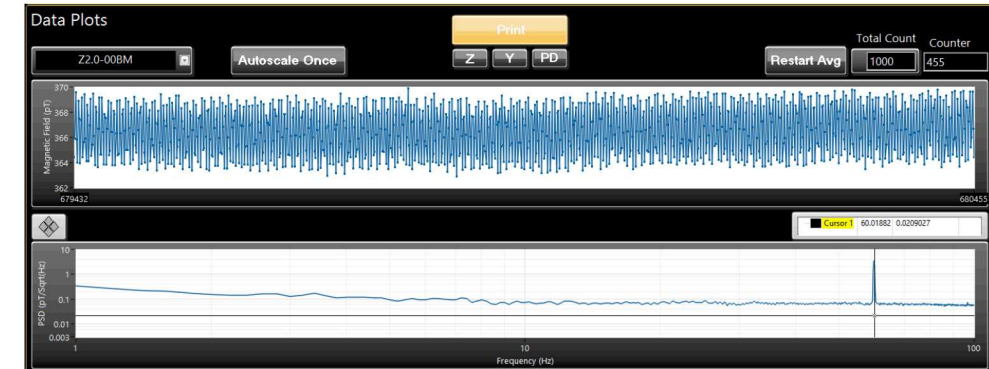 Data Plots
Print
Total Count
Counter
Z2.0-00BM
Autoscale Once
Z
Y
PD
Restart Avg
1000
455
Magnetic Field (pT)
370
368
366
364
362
679432
680455
Cursor 1 60.01882 0.0209027
PSD (pT/Sqrt(Hz)
10
1
0.1
0.01
0.003
1
10
100
Frequency (Hz)